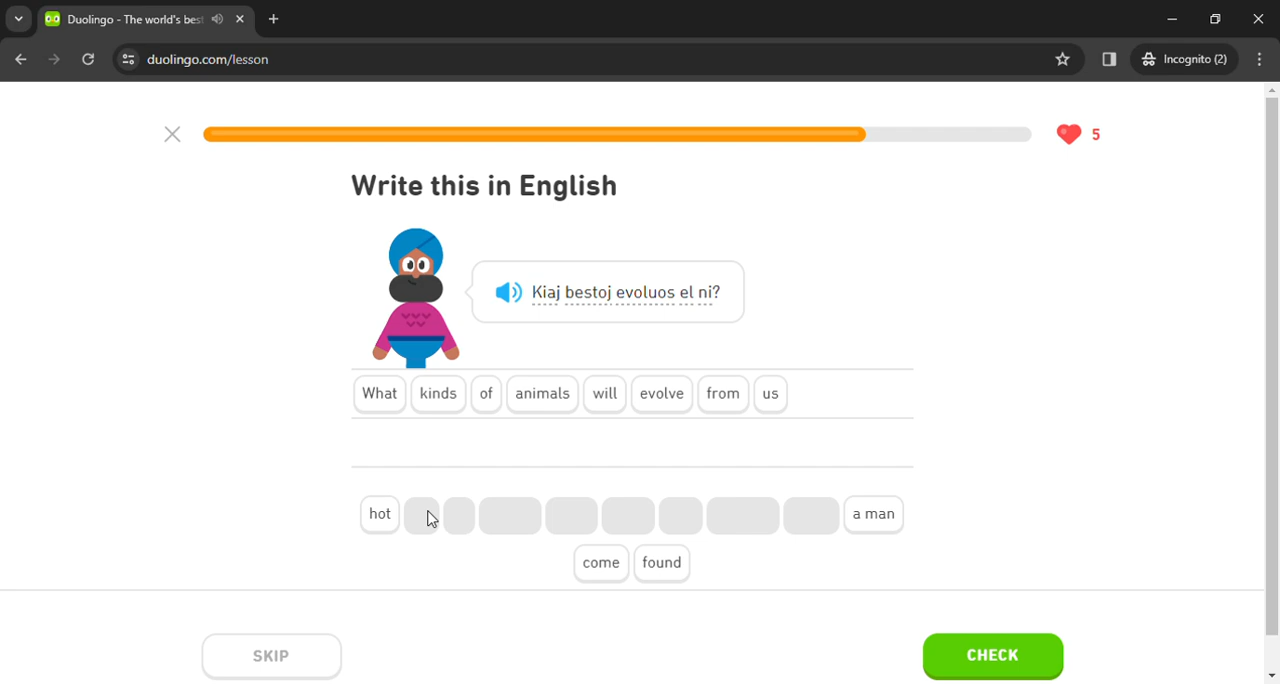 Duolingo - The world's best
duolingo.com/lesson
Incognito (2)
5
Write this in English
Kiaj bestoj evoluos el ni?
What kinds of animals will evolve from us
hot a man
come found
SKIP CHECK